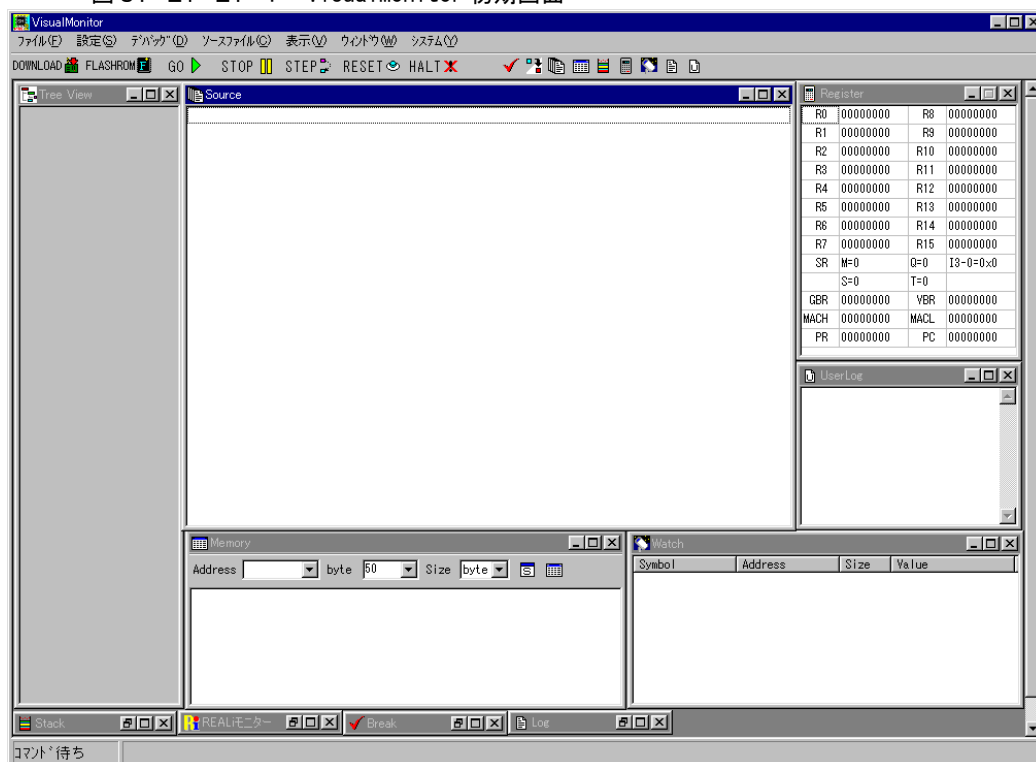 VisualMonitor 初期画面
VisualMonitor
ファイル(F) 設定(S) デバッグ(D) ソースファイル(C) 表示(V) ウィンドウ(W) システム(Y)
DOWNLOAD FLASHROM GO STOP STEP RESET HALT
Tree View
Source
Register
R0 00000000 R8 00000000
R1 00000000 R9 00000000
R2 00000000 R10 00000000
R3 00000000 R11 00000000
R4 00000000 R12 00000000
R5 00000000 R13 00000000
R6 00000000 R14 00000000
R7 00000000 R15 00000000
SR M=0 Q=0 I3-0=0x0
S=0 T=0
GBR 00000000 VBR 00000000
MACH 00000000 MACL 00000000
PR 00000000 PC 00000000
UserLog
Memory
Address byte 50 Size byte
Watch
Symbol Address Size Value
Stack REALiモニター Break Log
コマンド待ち